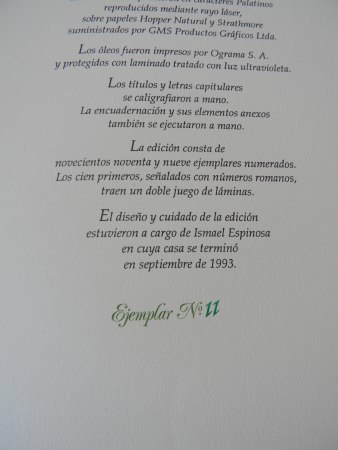 en caracteres Palatinos
reproducidos mediante rayo láser,
sobre papeles Hopper Natural y Strathmore
suministrados por GMS Productos Gráficos Ltda.
Los óleos fueron impresos por Ograma S. A.
y protegidos con laminado tratado con luz ultravioleta.
Los títulos y letras capitulares
se caligrafiaron a mano.
La encuadernación y sus elementos anexos
también se ejecutaron a mano.
La edición consta de
novecientos noventa y nueve ejemplares numerados.
Los cien primeros, señalados con números romanos,
traen un doble juego de láminas.
El diseño y cuidado de la edición
estuvieron a cargo de Ismael Espinosa
en cuya casa se terminó
en septiembre de 1993.
Ejemplar Nº 11